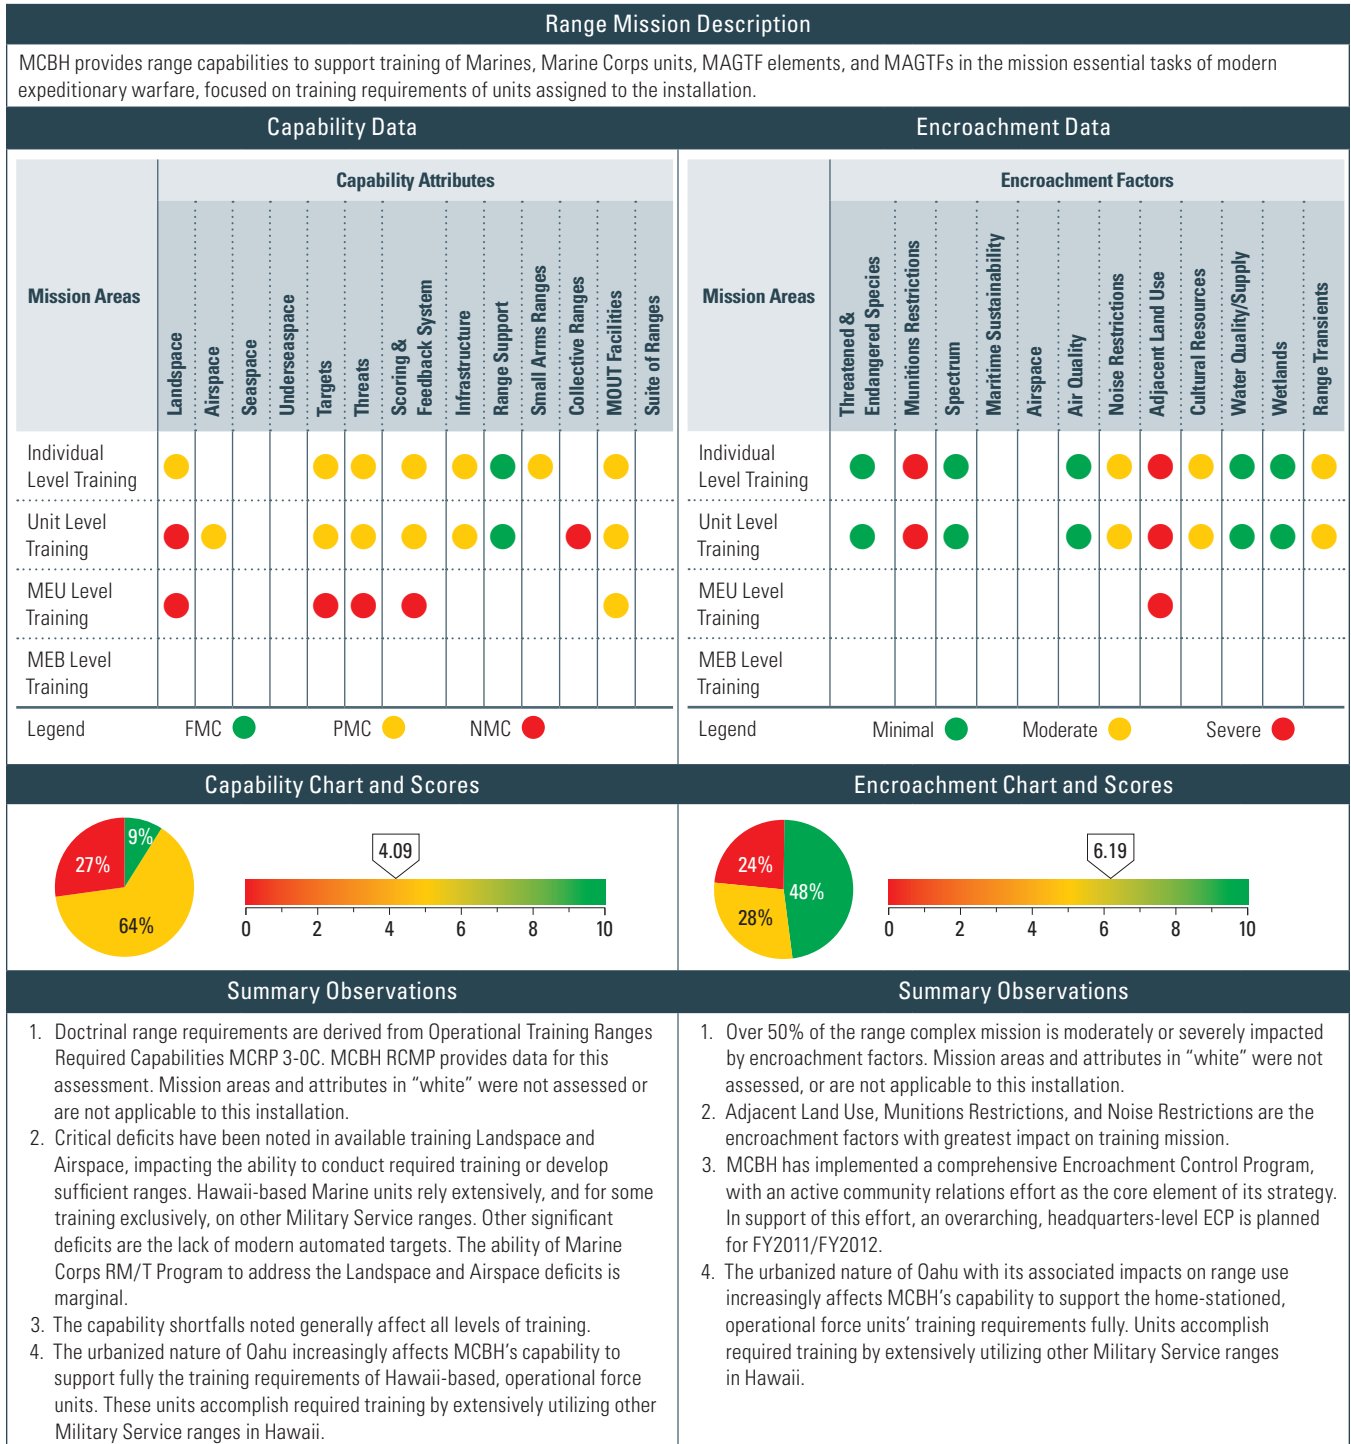 Range Mission Description
MCBH provides range capabilities to support training of Marines, Marine Corps units, MAGTF elements, and MAGTFs in the mission essential tasks of modern
expeditionary warfare, focused on training requirements of units assigned to the installation.
Capability Data
Capability Attributes
Mission Areas
Landspace
Airspace
Seaspace
Underseaspace
Targets
Threats
Scoring &
Feedback System
Infrastructure
Range Support
Small Arms Ranges
Collective Ranges
MOUT Facilities
Suite of Ranges
Individual
Level Training
Unit Level
Training
MEU Level
Training
MEB Level
Training
Legend FMC PMC NMC
Encroachment Data
Encroachment Factors
Mission Areas
Threatened &
Endangered Species
Munitions Restrictions
Spectrum
Maritime Sustainability
Airspace
Air Quality
Noise Restrictions
Adjacent Land Use
Cultural Resources
Water Quality/Supply
Wetlands
Range Transients
Individual
Level Training
Unit Level
Training
MEU Level
Training
MEB Level
Training
Legend Minimal Moderate Severe
Capability Chart and Scores
9%
27%
64%
4.09
0 2 4 6 8 10
Encroachment Chart and Scores
24%
48%
28%
6.19
0 2 4 6 8 10
Summary Observations
1. Doctrinal range requirements are derived from Operational Training Ranges
Required Capabilities MCRP 3-0C. MCBH RCMP provides data for this
assessment. Mission areas and attributes in “white” were not assessed or
are not applicable to this installation.
2. Critical deficits have been noted in available training Landspace and
Airspace, impacting the ability to conduct required training or develop
sufficient ranges. Hawaii-based Marine units rely extensively, and for some
training exclusively, on other Military Service ranges. Other significant
deficits are the lack of modern automated targets. The ability of Marine
Corps RM/T Program to address the Landspace and Airspace deficits is
marginal.
3. The capability shortfalls noted generally affect all levels of training.
4. The urbanized nature of Oahu increasingly affects MCBH’s capability to
support fully the training requirements of Hawaii-based, operational force
units. These units accomplish required training by extensively utilizing other
Military Service ranges in Hawaii.
Summary Observations
1. Over 50% of the range complex mission is moderately or severely impacted
by encroachment factors. Mission areas and attributes in “white” were not
assessed, or are not applicable to this installation.
2. Adjacent Land Use, Munitions Restrictions, and Noise Restrictions are the
encroachment factors with greatest impact on training mission.
3. MCBH has implemented a comprehensive Encroachment Control Program,
with an active community relations effort as the core element of its strategy.
In support of this effort, an overarching, headquarters-level ECP is planned
for FY2011/FY2012.
4. The urbanized nature of Oahu with its associated impacts on range use
increasingly affects MCBH’s capability to support the home-stationed,
operational force units’ training requirements fully. Units accomplish
required training by extensively utilizing other Military Service ranges
in Hawaii.